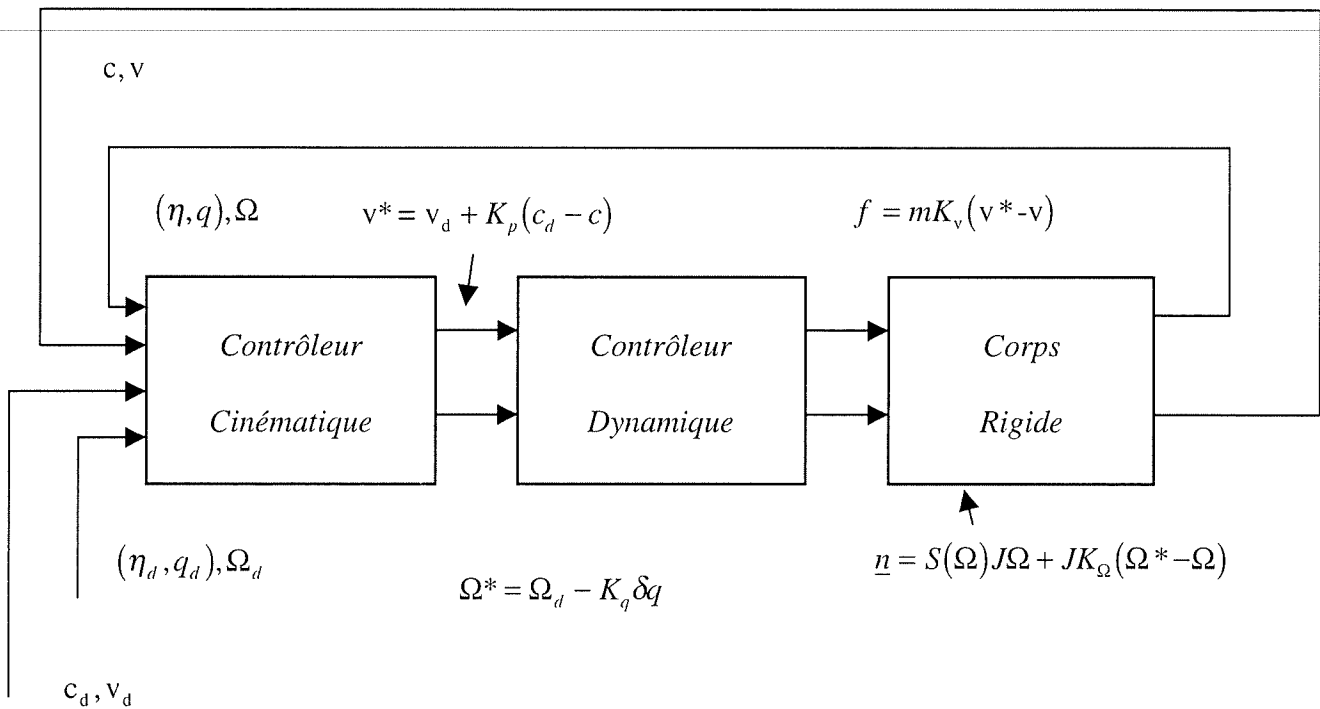 c, v
(η, q), Ω
v* = v_d + K_p(c_d − c)
f = mK_v(v*-v)
Contrôleur
Cinématique
Contrôleur
Dynamique
Corps
Rigide
(η_d, q_d), Ω_d
Ω* = Ω_d − K_q δq
n = S(Ω)JΩ + JK_Ω(Ω* −Ω)
c_d, v_d